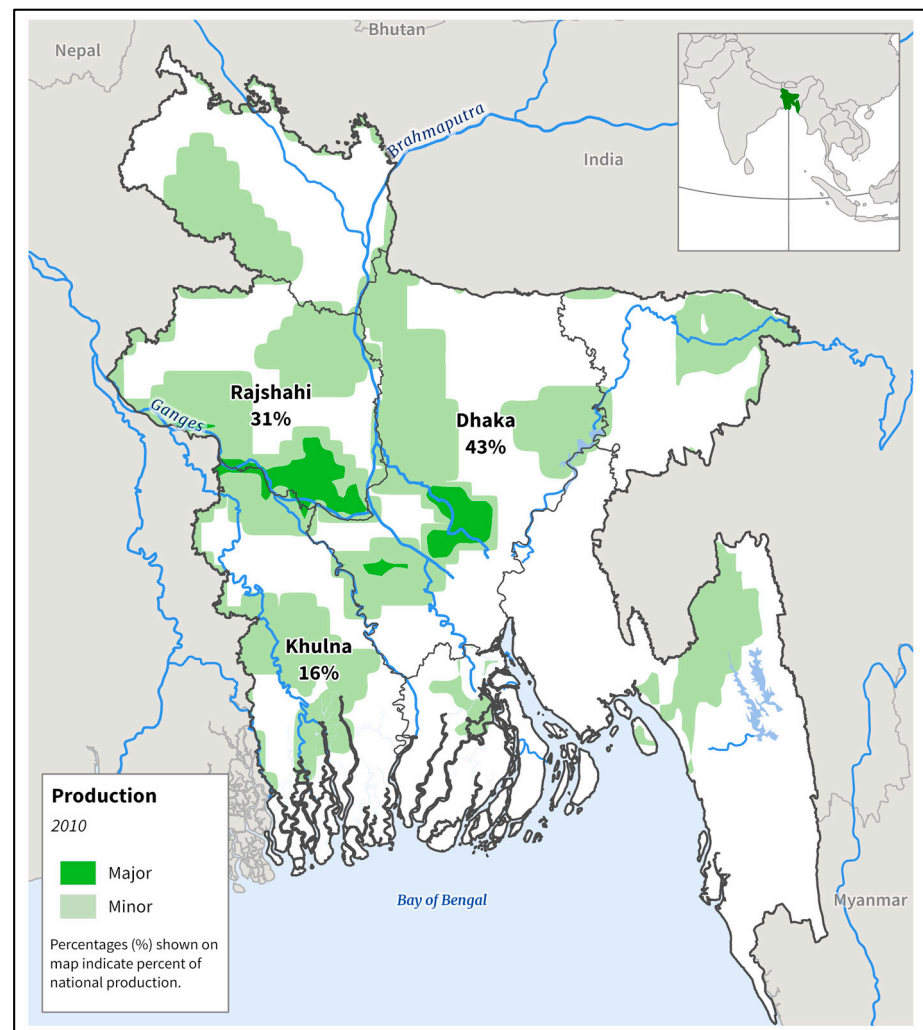 Bhutan
Nepal
Brahmaputra
India
Rajshahi
31%
Ganges
Dhaka
43%
Khulna
16%
Production
2010
Major
Minor
Percentages (%) shown on
map indicate percent of
national production.
Bay of Bengal
Myanmar